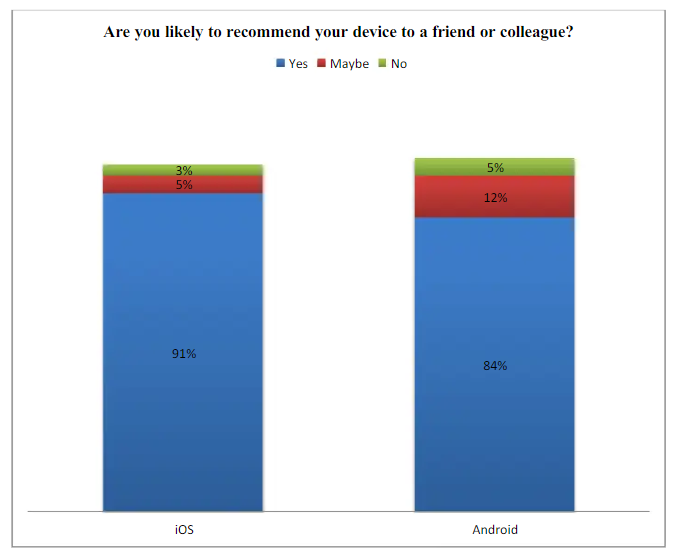 Are you likely to recommend your device to a friend or colleague?
Yes Maybe No
3% 5%
5% 12%
91% 84%
iOS Android